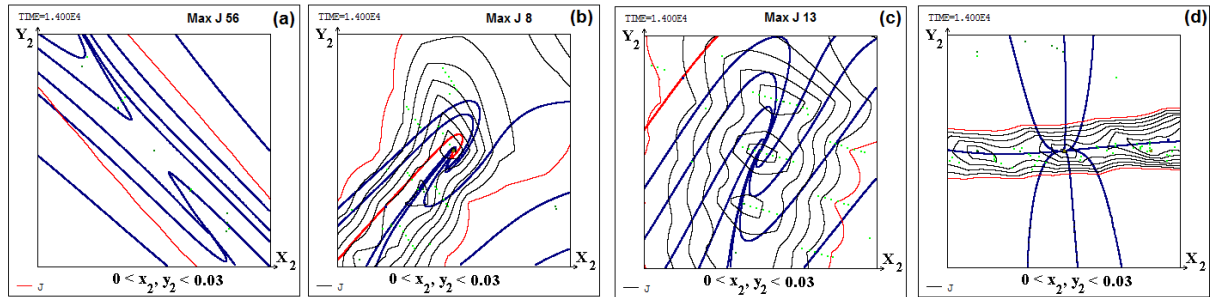 TIME=1.400E4 Max J 56 (a)
Y2
X2
0 < x2, y2 < 0.03
J
TIME=1.400E4 Max J 8 (b)
Y2
X2
0 < x2, y2 < 0.03
J
TIME=1.400E4 Max J 13 (c)
Y2
X2
0 < x2, y2 < 0.03
J
TIME=1.400E4 (d)
Y2
X2
0 < x2, y2 < 0.03
J